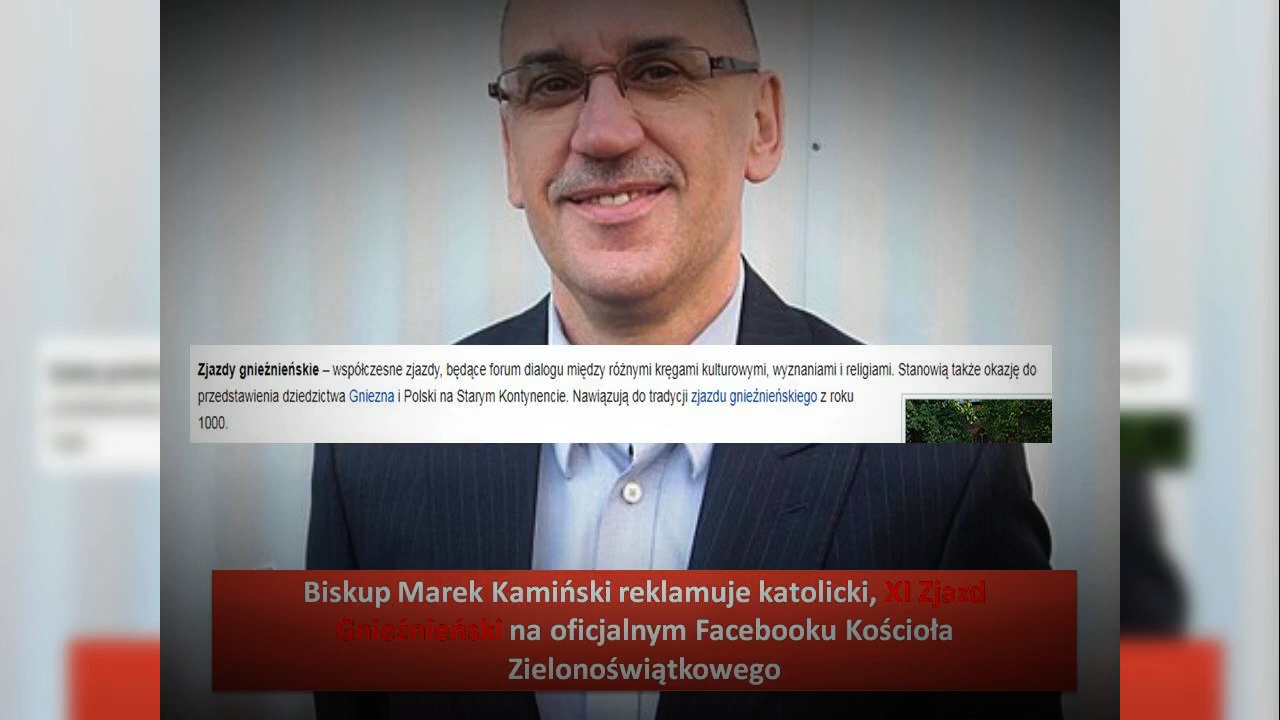 Zjazdy gnieźnieńskie – współczesne zjazdy, będące forum dialogu między różnymi kręgami kulturowymi, wyznaniami i religiami. Stanowią także okazję do
przedstawienia dziedzictwa Gniezna i Polski na Starym Kontynencie. Nawiązują do tradycji zjazdu gnieźnieńskiego z roku
1000.
Biskup Marek Kamiński reklamuje katolicki, XI Zjazd
Gnieźnieński na oficjalnym Facebooku Kościoła
Zielonoświątkowego